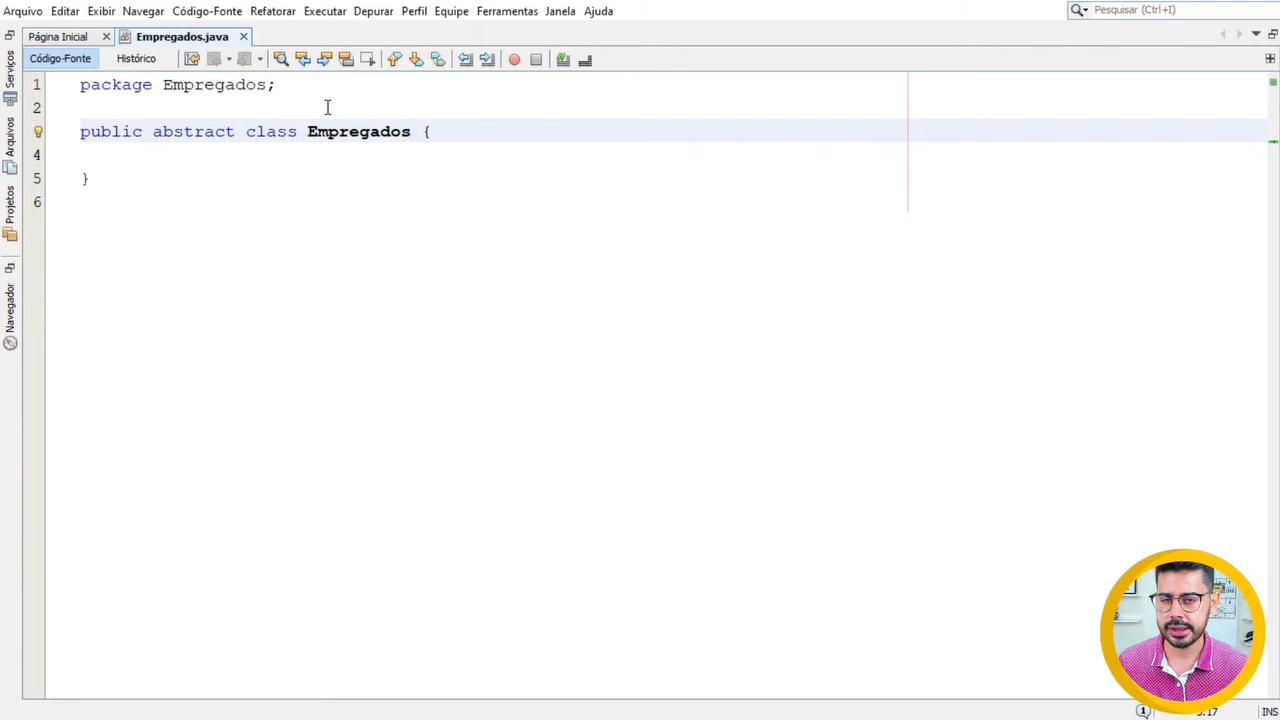 Arquivo Editar Exibir Navegar Código-Fonte Refatorar Executar Depurar Perfil Equipe Ferramentas Janela Ajuda
Pesquisar (Ctrl+I)
Página Inicial
Empregados.java
Código-Fonte Histórico
Serviços
Arquivos
Projetos
Navegador
1 package Empregados;
2
public abstract class Empregados {
4
5 }
6
1
INS